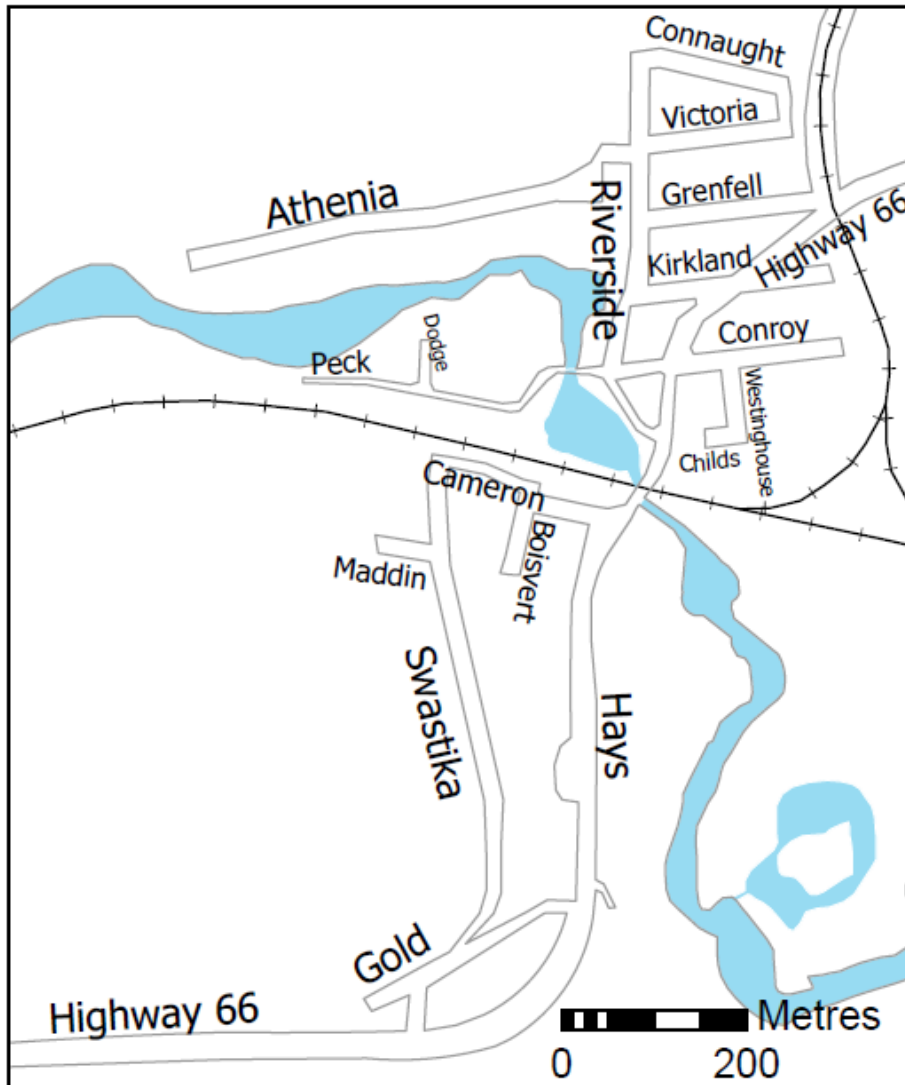 Connaught
Victoria
Grenfell
Athenia
Riverside
Kirkland
Highway 66
Conroy
Dodge
Peck
Westinghouse
Childs
Cameron
Boisvert
Maddin
Swastika
Hays
Gold
Highway 66
Metres
0 200